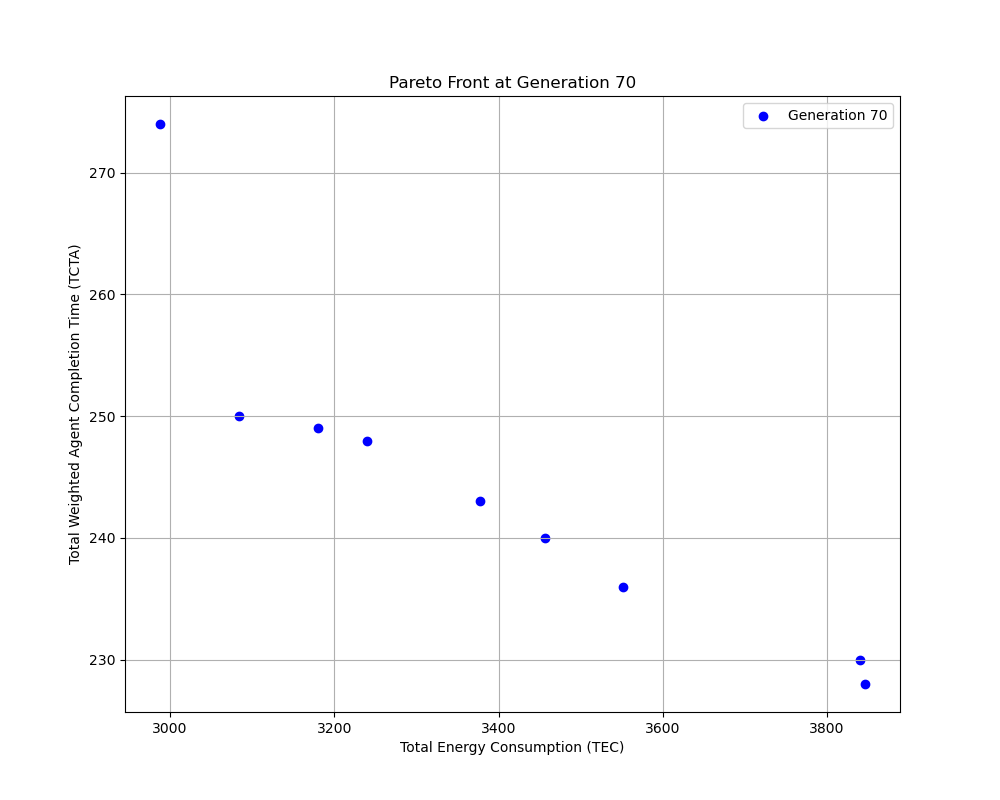 Pareto Front at Generation 70
Generation 70
270
260
250
240
230
Total Weighted Agent Completion Time (TCTA)
3000 3200 3400 3600 3800
Total Energy Consumption (TEC)